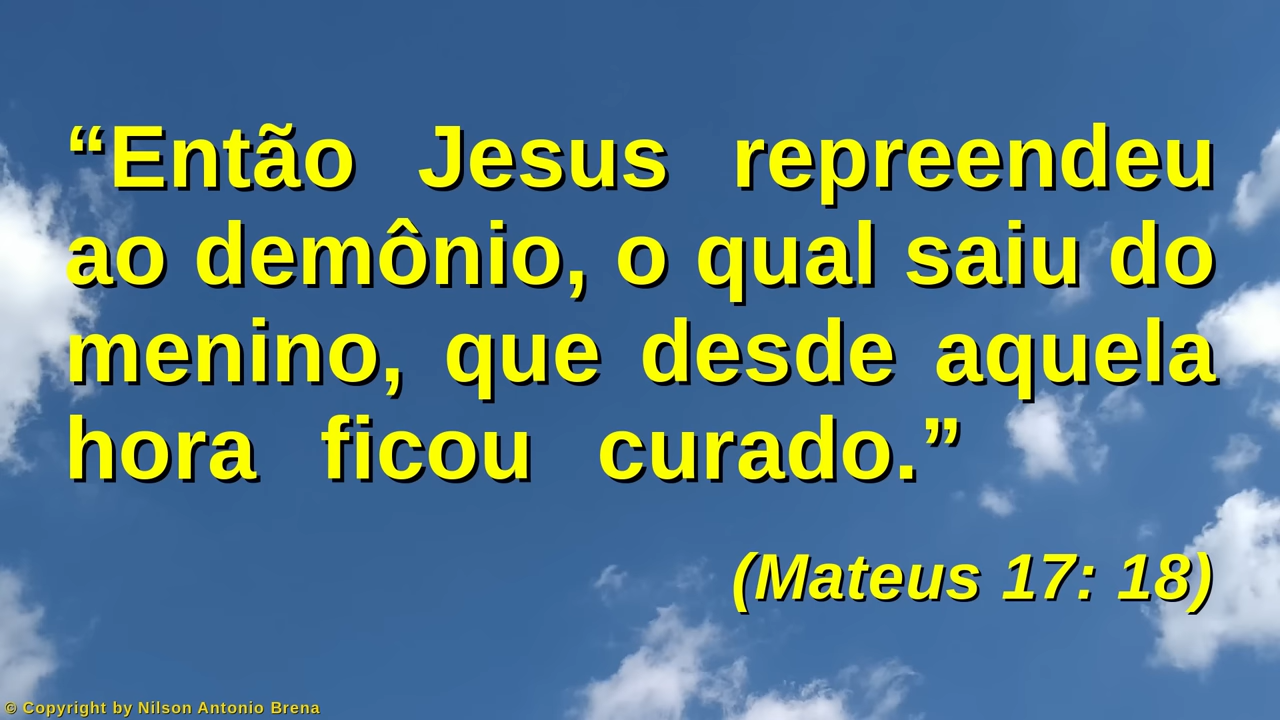 “Então Jesus repreendeu
ao demônio, o qual saiu do
menino, que desde aquela
hora ficou curado.”
(Mateus 17: 18)
© Copyright by Nilson Antonio Brena